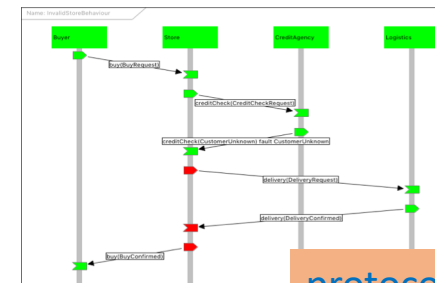 Name: InvalidStoreBehaviour
Buyer
Store
CreditAgency
Logistics
buy(BuyRequest)
creditCheck(CreditCheckRequest)
creditCheck(CustomerUnknown) fault CustomerUnknown
delivery(DeliveryRequest)
delivery(DeliveryConfirmed)
buy(BuyConfirmed)